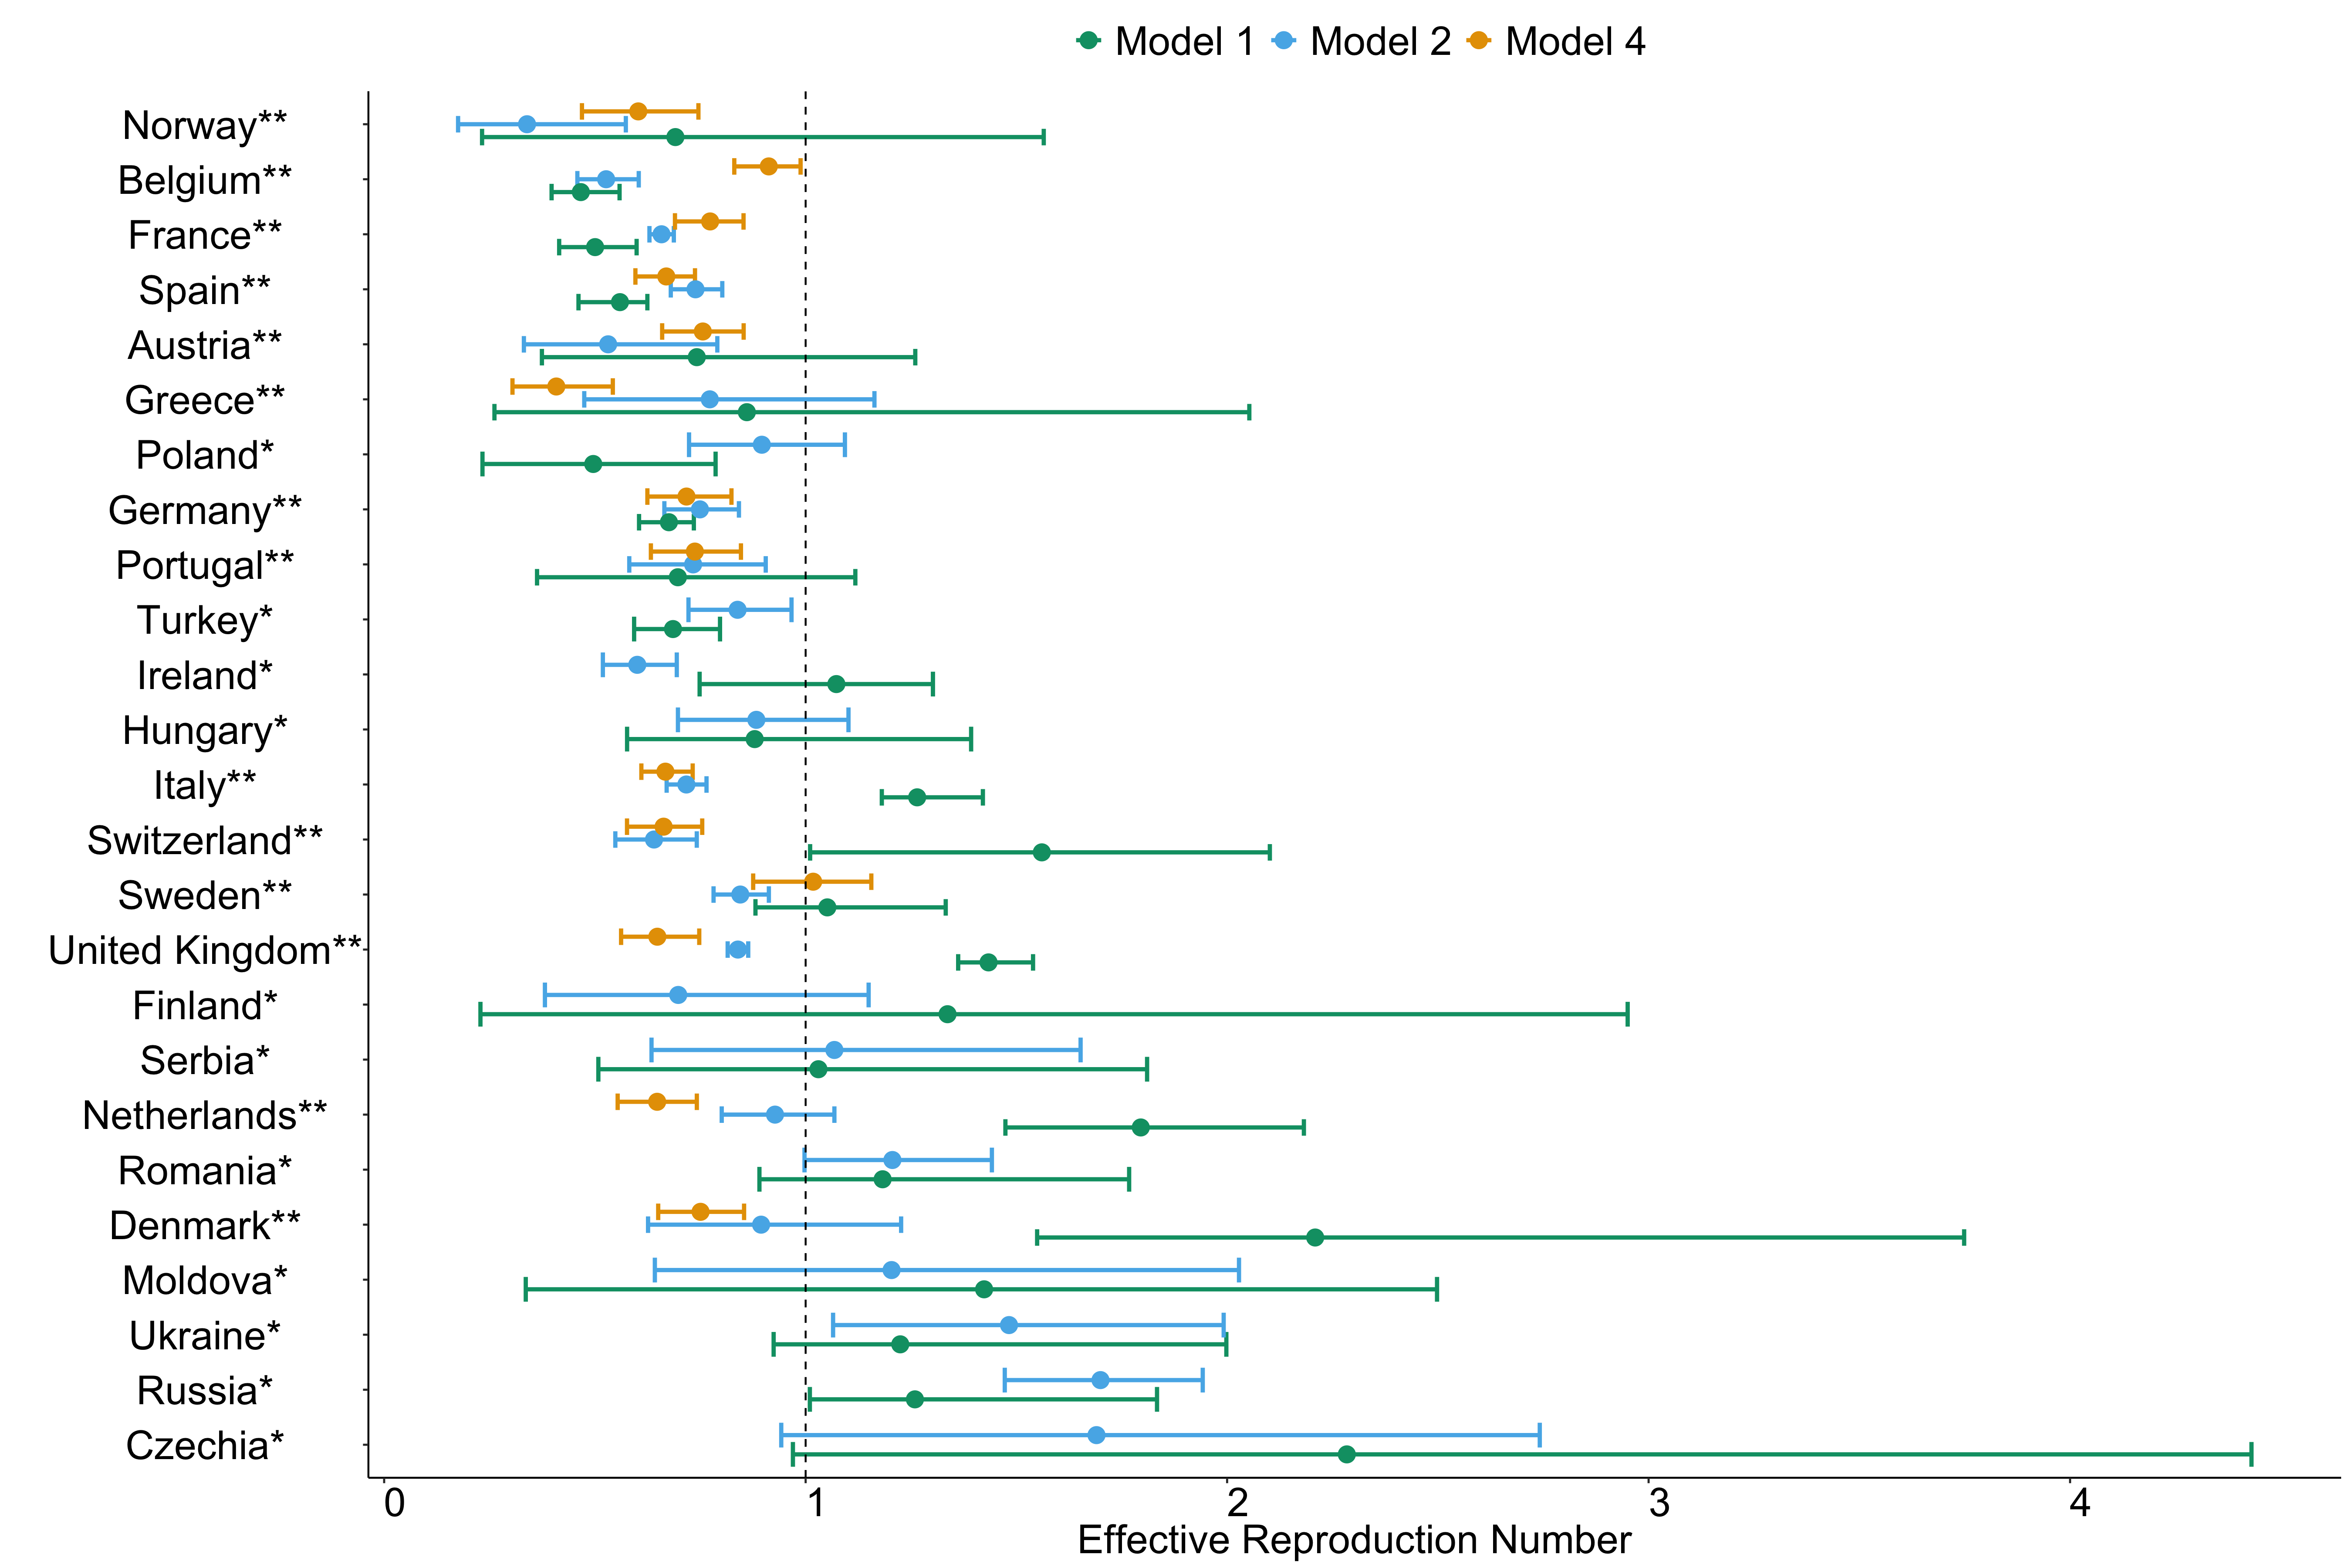 Model 1 Model 2 Model 4
Norway**
Belgium**
France**
Spain**
Austria**
Greece**
Poland*
Germany**
Portugal**
Turkey*
Ireland*
Hungary*
Italy**
Switzerland**
Sweden**
United Kingdom**
Finland*
Serbia*
Netherlands**
Romania*
Denmark**
Moldova*
Ukraine*
Russia*
Czechia*
0 1 2 3 4
Effective Reproduction Number